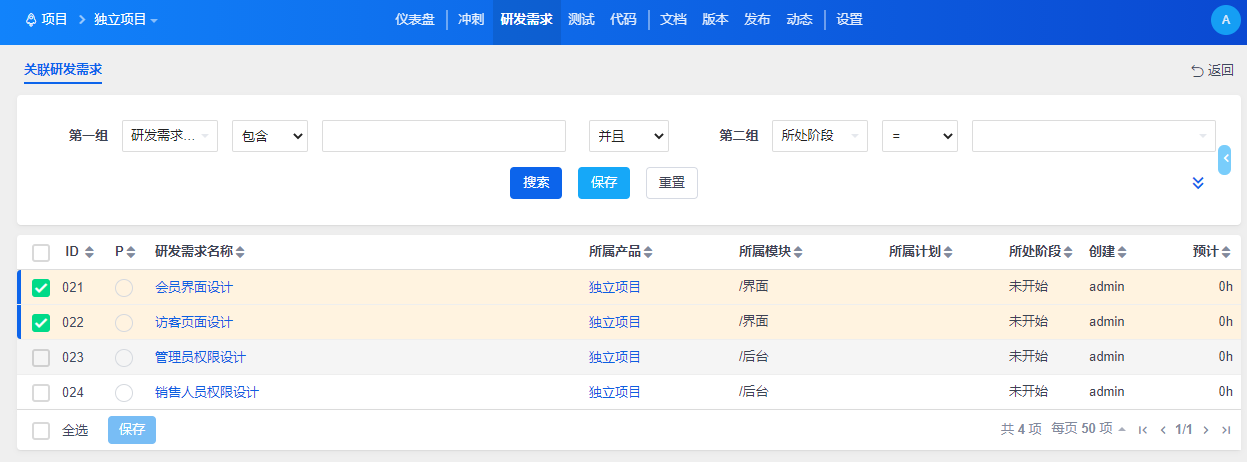 项目 独立项目 仪表盘 冲刺 研发需求 测试 代码 文档 版本 发布 动态 设置 A
关联研发需求 返回
第一组 研发需求... 包含 并且 第二组 所处阶段 =
搜索 保存 重置
ID P 研发需求名称 所属产品 所属模块 所属计划 所处阶段 创建 预计
021 会员界面设计 独立项目 /界面 未开始 admin 0h
022 访客页面设计 独立项目 /界面 未开始 admin 0h
023 管理员权限设计 独立项目 /后台 未开始 admin 0h
024 销售人员权限设计 独立项目 /后台 未开始 admin 0h
全选 保存 共 4 项 每页 50 项 1/1